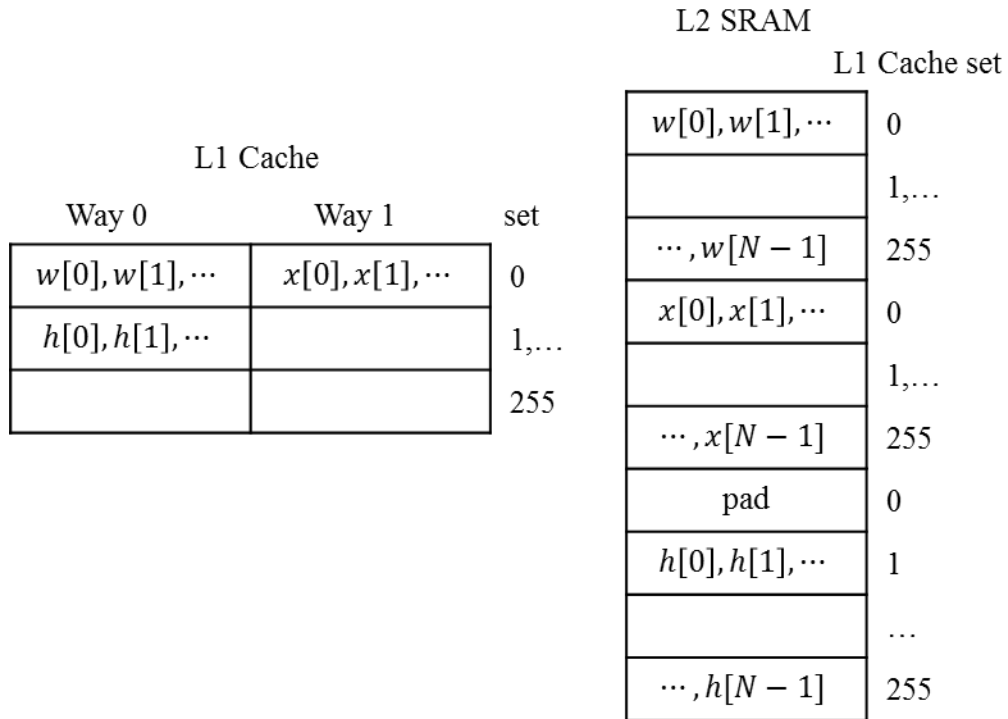 L2 SRAM
L1 Cache set
w[0], w[1], ⋯ 0
1,…
⋯, w[N − 1] 255
x[0], x[1], ⋯ 0
1,…
⋯, x[N − 1] 255
pad 0
h[0], h[1], ⋯ 1
…
⋯, h[N − 1] 255
L1 Cache
Way 0 Way 1 set
w[0], w[1], ⋯ x[0], x[1], ⋯ 0
h[0], h[1], ⋯ 1,…
255